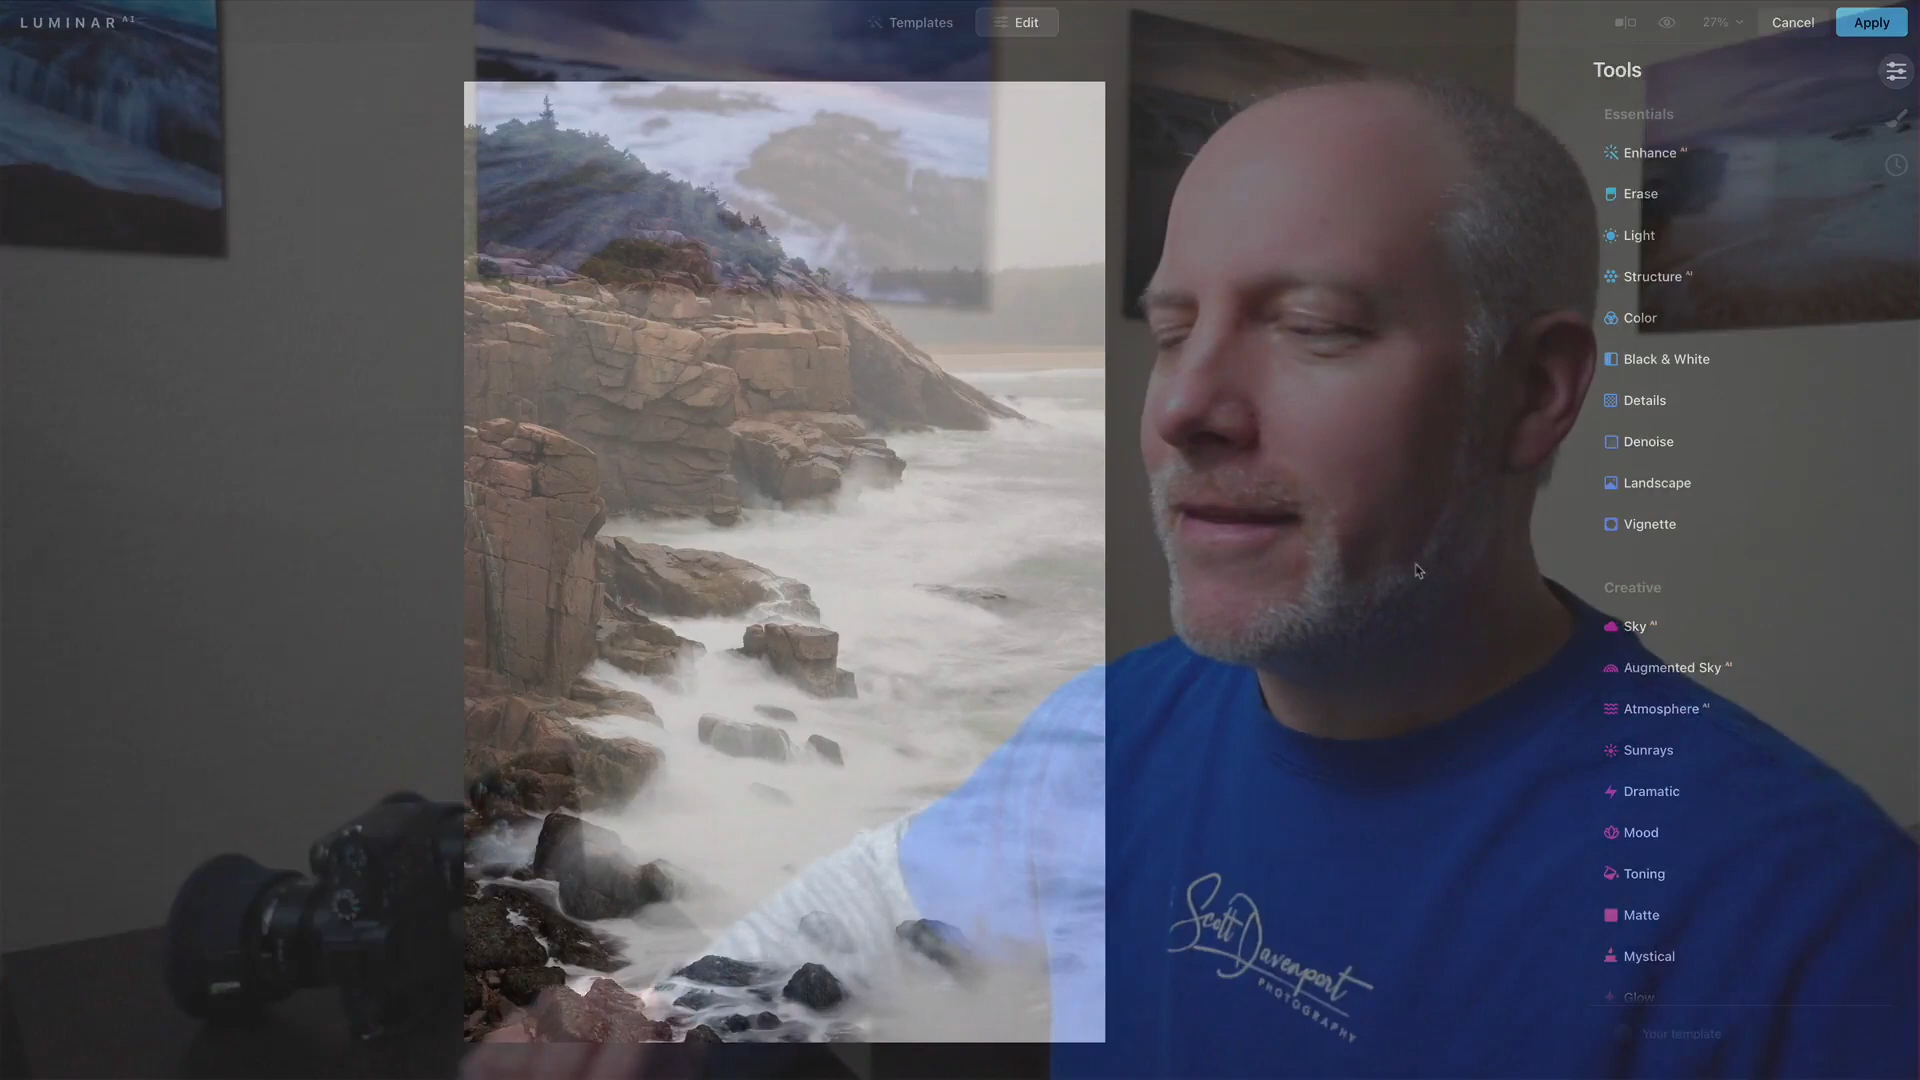 LUMINAR AI
Templates
Edit
27%
Cancel
Apply
Tools
Essentials
Enhance AI
Erase
Light
Structure AI
Color
Black & White
Details
Denoise
Landscape
Vignette
Creative
Sky AI
Augmented Sky AI
Atmosphere AI
Sunrays
Dramatic
Mood
Toning
Matte
Mystical
Glow
Your template
Scott Davenport
PHOTOGRAPHY